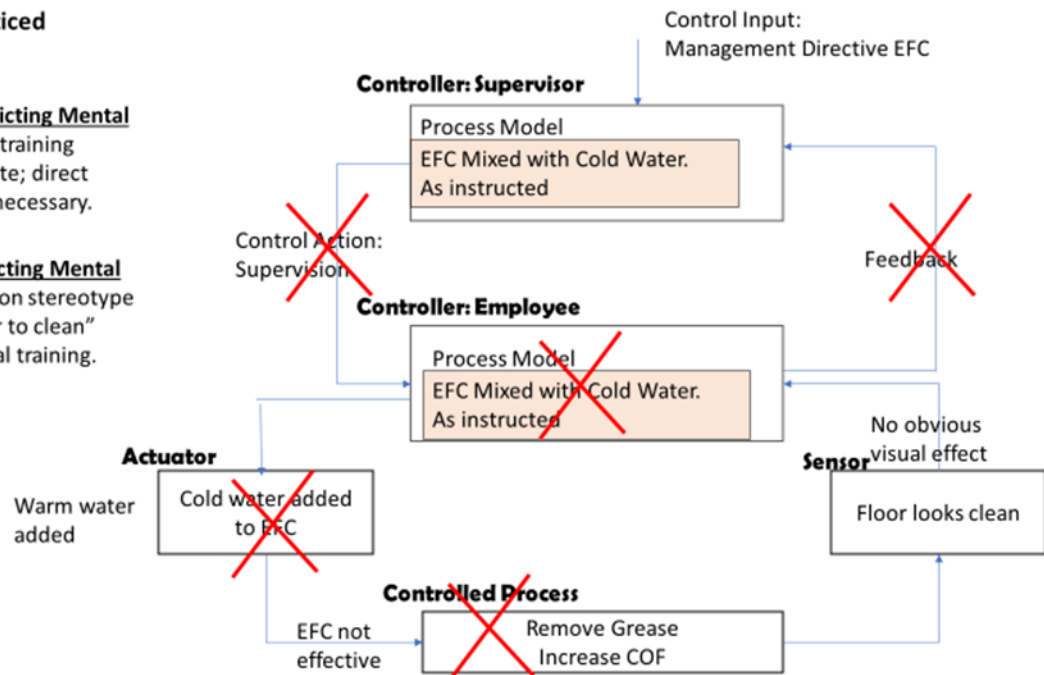 Control Input:
Management Directive EFC
Controller: Supervisor
Process Model
EFC Mixed with Cold Water.
As instructed
training
direct
necessary.
Mental
Control Action:
Supervision
Feedback
Mental
on stereotype
to clean”
training.
Controller: Employee
Process Model
EFC Mixed with Cold Water.
As instructed
Actuator
Warm water
added
Cold water added
to EFC
No obvious
visual effect
Sensor
Floor looks clean
Controlled Process
EFC not
effective
Remove Grease
Increase COF